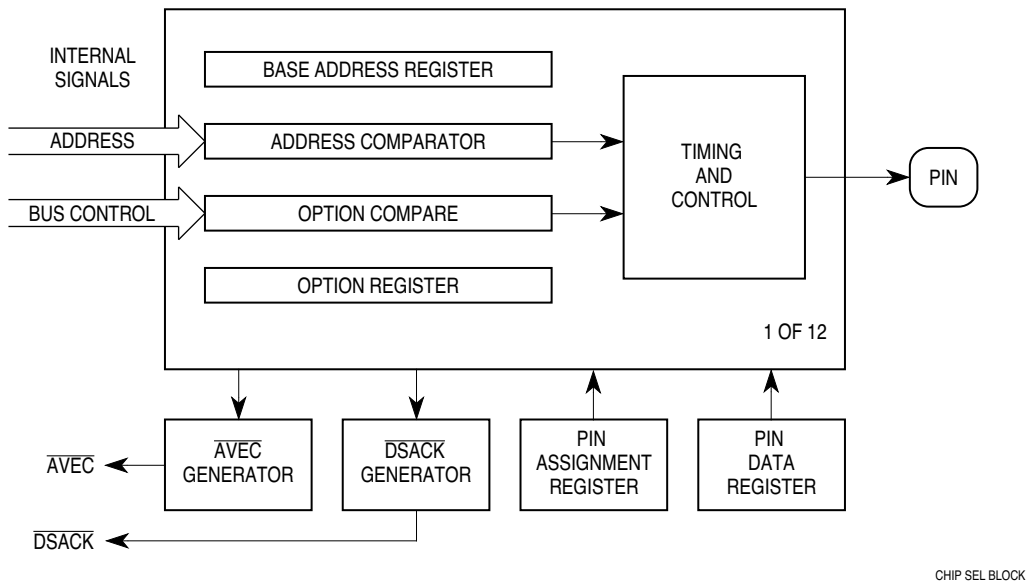 INTERNAL
SIGNALS
BASE ADDRESS REGISTER
ADDRESS
ADDRESS COMPARATOR
TIMING
AND
CONTROL
PIN
BUS CONTROL
OPTION COMPARE
OPTION REGISTER
1 OF 12
AVEC
GENERATOR
DSACK
GENERATOR
PIN
ASSIGNMENT
REGISTER
PIN
DATA
REGISTER
AVEC
DSACK
CHIP SEL BLOCK